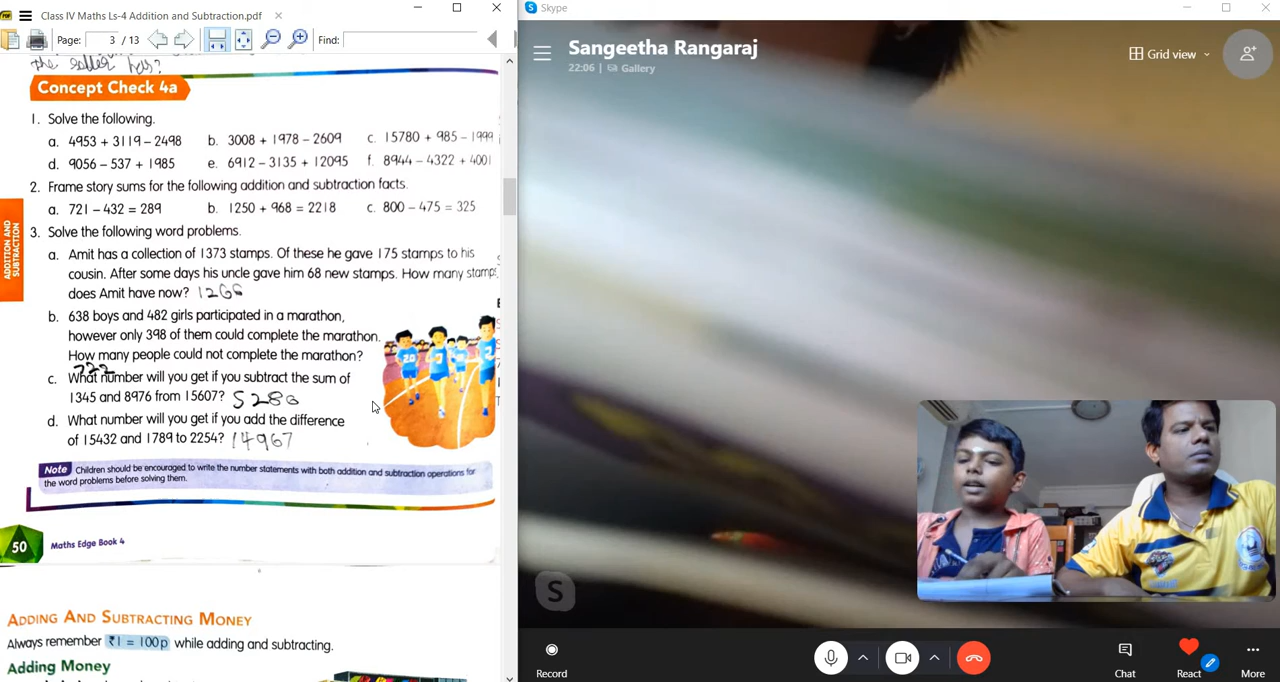 Class IV Maths Ls-4 Addition and Subtraction.pdf
Page: 3 / 13 Find:
the seller has?
Concept Check 4a
1. Solve the following.
a. 4953 + 3119 – 2498 b. 3008 + 1978 – 2609 c. 15780 + 985 – 1999
d. 9056 – 537 + 1985 e. 6912 – 3135 + 12095 f. 8944 – 4322 + 4001
2. Frame story sums for the following addition and subtraction facts.
a. 721 – 432 = 289 b. 1250 + 968 = 2218 c. 800 – 475 = 325
3. Solve the following word problems.
a. Amit has a collection of 1373 stamps. Of these he gave 175 stamps to his
cousin. After some days his uncle gave him 68 new stamps. How many stamps
does Amit have now? 1266
b. 638 boys and 482 girls participated in a marathon,
however only 398 of them could complete the marathon.
How many people could not complete the marathon?
722
c. What number will you get if you subtract the sum of
1345 and 8976 from 15607? 5286
d. What number will you get if you add the difference
of 15432 and 1789 to 2254? 14967
Note Children should be encouraged to write the number statements with both addition and subtraction operations for
the word problems before solving them.
ADDITION AND
SUBTRACTION
50 Maths Edge Book 4
ADDING AND SUBTRACTING MONEY
Always remember ₹1 = 100p while adding and subtracting.
Adding Money
Skype
Sangeetha Rangaraj
22:06 | Gallery
Grid view
S
Record
Chat
React
More